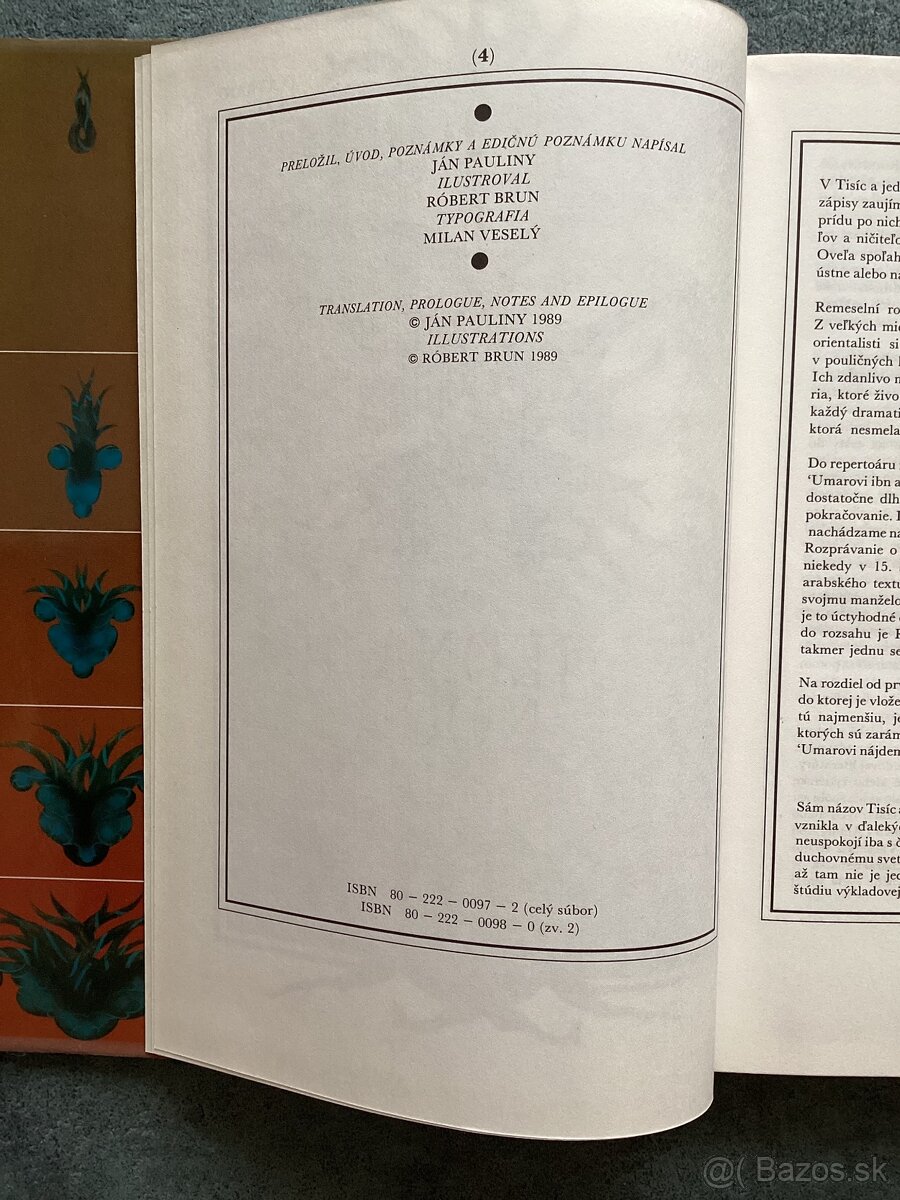 (4)
PRELOŽIL, ÚVOD, POZNÁMKY A EDIČNÚ POZNÁMKU NAPÍSAL
JÁN PAULINY
ILUSTROVAL
RÓBERT BRUN
TYPOGRAFIA
MILAN VESELÝ
TRANSLATION, PROLOGUE, NOTES AND EPILOGUE
© JÁN PAULINY 1989
ILLUSTRATIONS
© RÓBERT BRUN 1989
ISBN 80 – 222 – 0097 – 2 (celý súbor)
ISBN 80 – 222 – 0098 – 0 (zv. 2)
V Tisíc a jed
zápisy zaujím
prídu po nich
ľov a ničiteľo
Oveľa spoľah
ústne alebo na
Remeselní ro
Z veľkých mie
orientalisti si
v pouličných
Ich zdanlivo n
ria, ktoré živo
každý dramati
ktorá nesmela
Do repertoáru
‘Umarovi ibn a
dostatočne dlh
pokračovanie.
nachádzame na
Rozprávanie o
niekedy v 15.
arabského textu
svojmu manželo
je to úctyhodné
do rozsahu je
takmer jednu se
Na rozdiel od prv
do ktorej je vlože
tú najmenšiu, je
ktorých sú zarám
‘Umarovi nájdem
Sám názov Tisíc a
vznikla v ďalekýc
neuspokojí iba s č
duchovnému svet
až tam nie je jed
štúdiu výkladovej
@( Bazos.sk